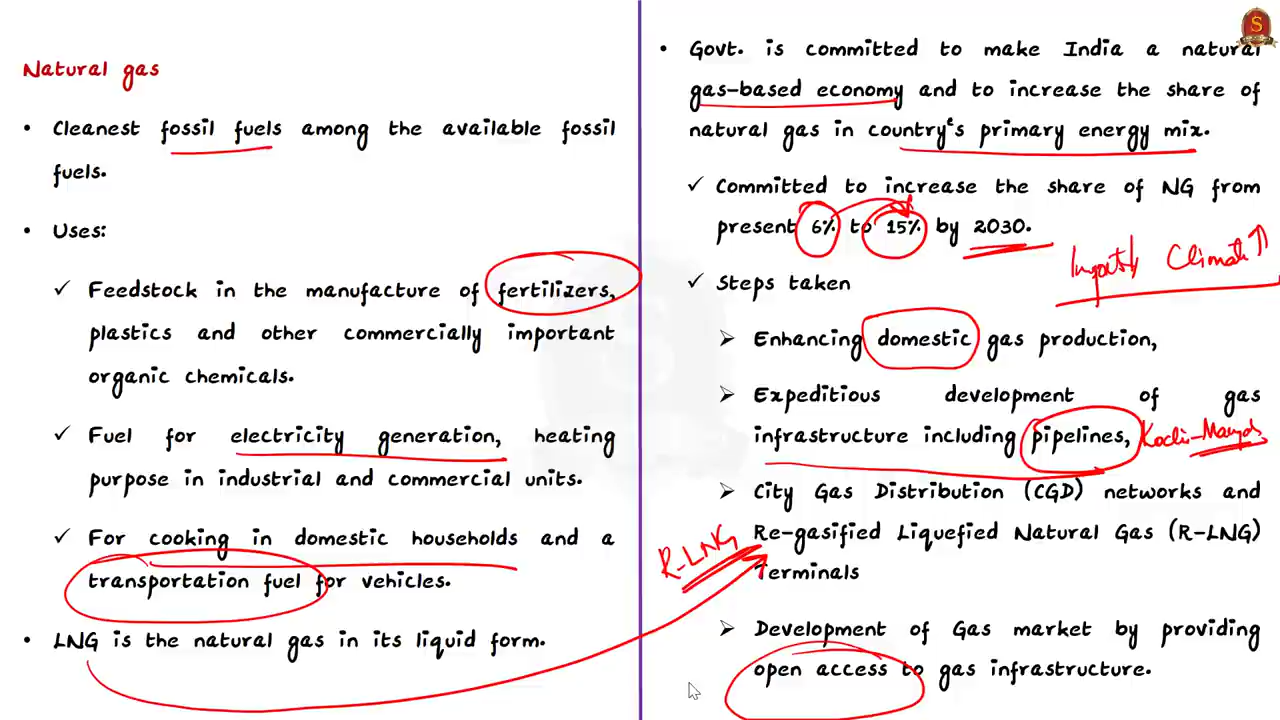 Natural gas
• Cleanest fossil fuels among the available fossil
fuels.
• Uses:
✓ Feedstock in the manufacture of fertilizers,
plastics and other commercially important
organic chemicals.
✓ Fuel for electricity generation, heating
purpose in industrial and commercial units.
✓ For cooking in domestic households and a
transportation fuel for vehicles.
• LNG is the natural gas in its liquid form.
• Govt. is committed to make India a natural
gas-based economy and to increase the share of
natural gas in country's primary energy mix.
✓ Committed to increase the share of NG from
present 6% to 15% by 2030.
Climate ↑
✓ Steps taken
➢ Enhancing domestic gas production,
➢ Expeditious development of gas
infrastructure including pipelines,
Kochi-
➢ City Gas Distribution (CGD) networks and
Re-gasified Liquefied Natural Gas (R-LNG)
Terminals
R-LNG
➢ Development of Gas market by providing
open access to gas infrastructure.
S